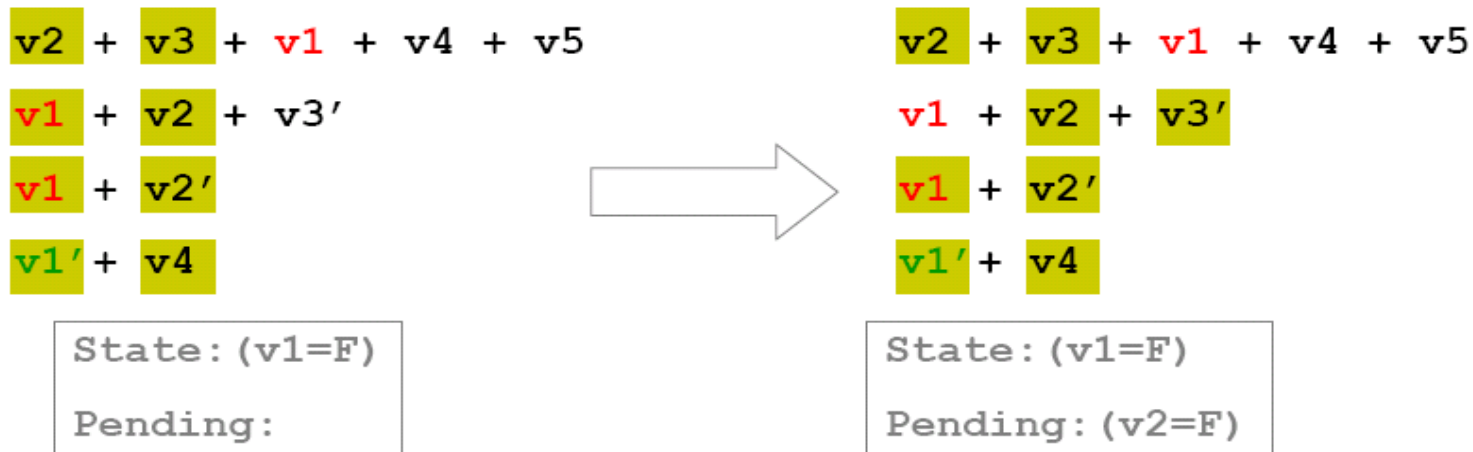 v2 + v3 + v1 + v4 + v5
v1 + v2 + v3'
v1 + v2'
v1' + v4
State:(v1=F)
Pending:
v2 + v3 + v1 + v4 + v5
v1 + v2 + v3'
v1 + v2'
v1' + v4
State:(v1=F)
Pending:(v2=F)